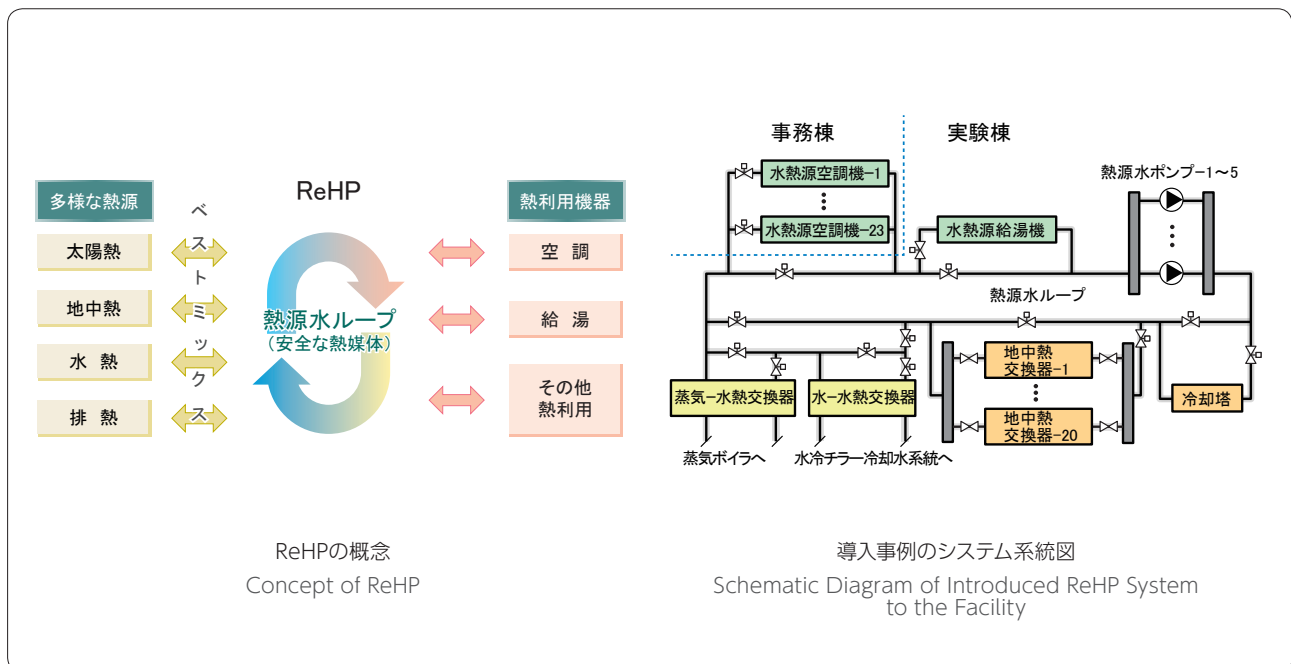 ReHP
多様な熱源
太陽熱
地中熱
水 熱
排 熱
ベストミックス
熱源水ループ
（安全な熱媒体）
熱利用機器
空 調
給 湯
その他
熱利用
ReHPの概念
Concept of ReHP
事務棟
実験棟
水熱源空調機-1
水熱源空調機-23
水熱源給湯機
熱源水ポンプ-1～5
熱源水ループ
蒸気-水熱交換器
水-水熱交換器
地中熱
交換器-1
地中熱
交換器-20
冷却塔
蒸気ボイラへ
水冷チラー冷却水系統へ
導入事例のシステム系統図
Schematic Diagram of Introduced ReHP System
to the Facility